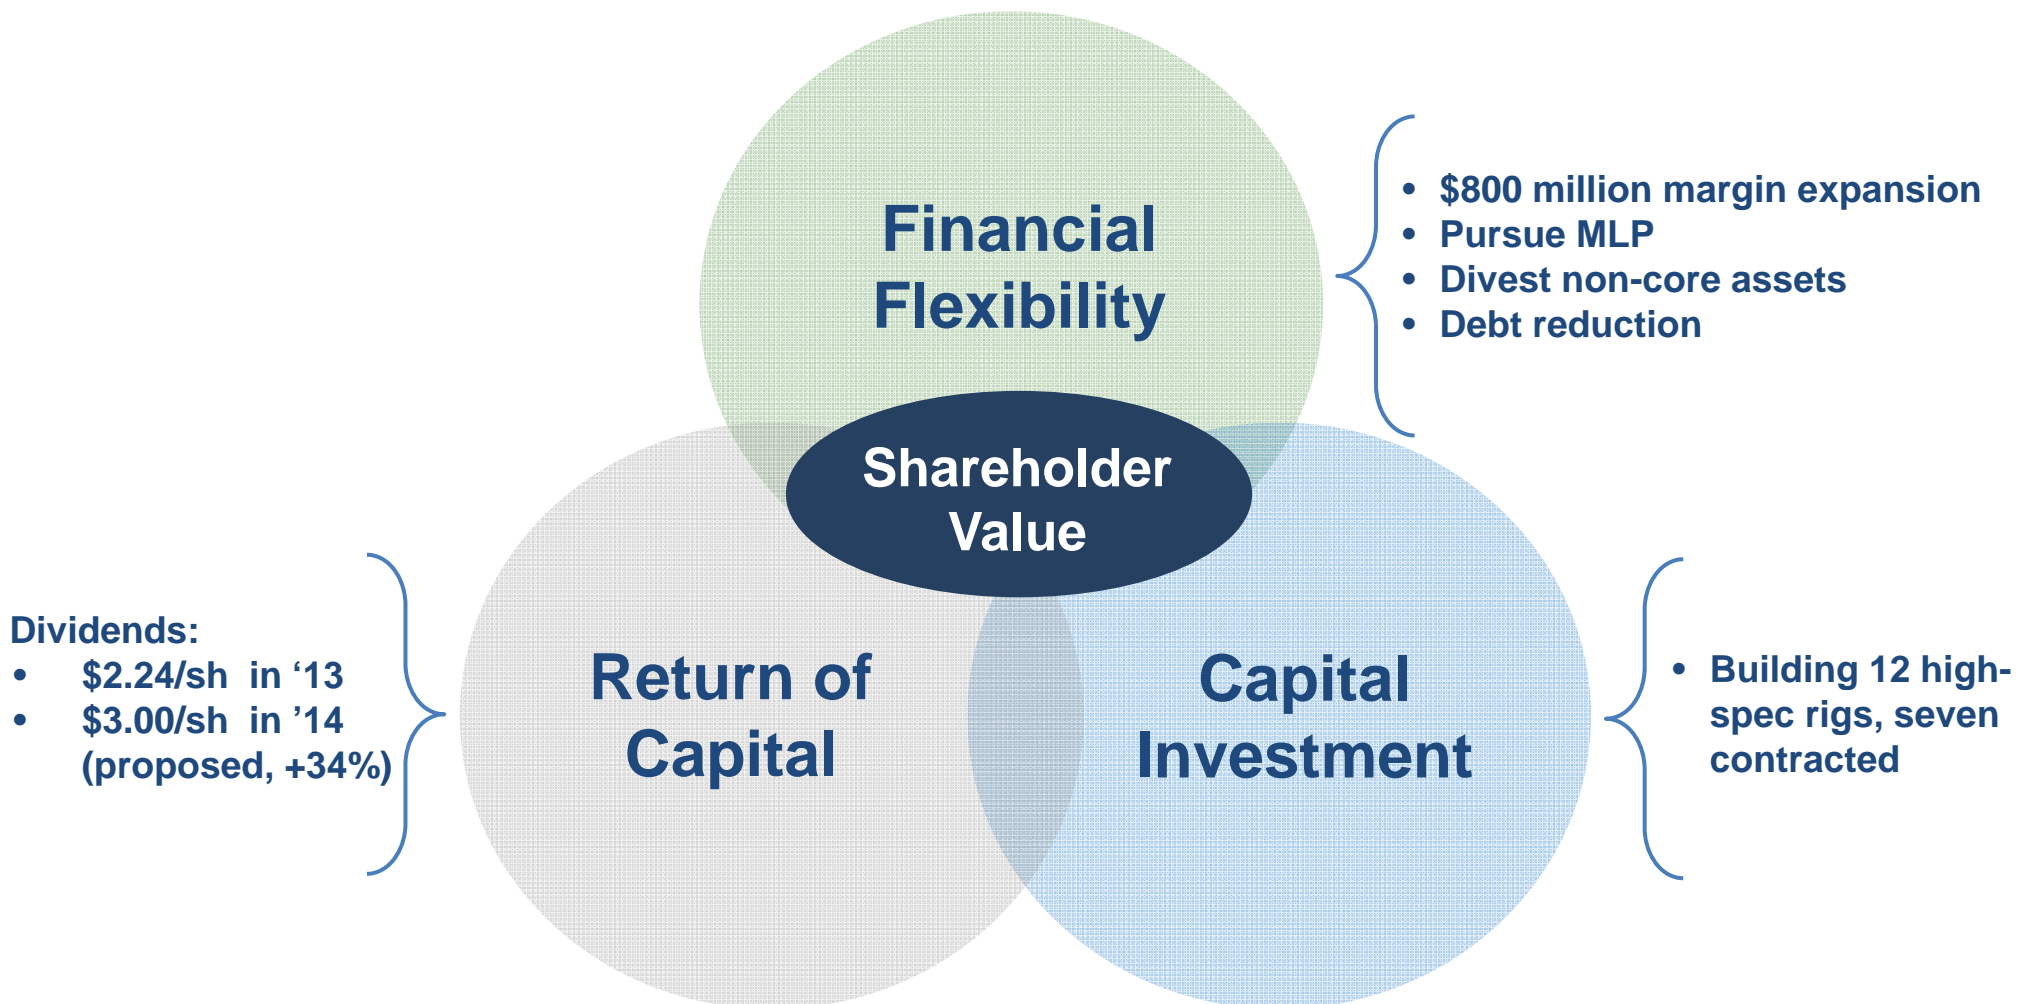 Financial
Flexibility
• $800 million margin expansion
• Pursue MLP
• Divest non-core assets
• Debt reduction
Shareholder
Value
Dividends:
• $2.24/sh in ‘13
• $3.00/sh in ’14
(proposed, +34%)
Return of
Capital
Capital
Investment
• Building 12 high-
spec rigs, seven
contracted